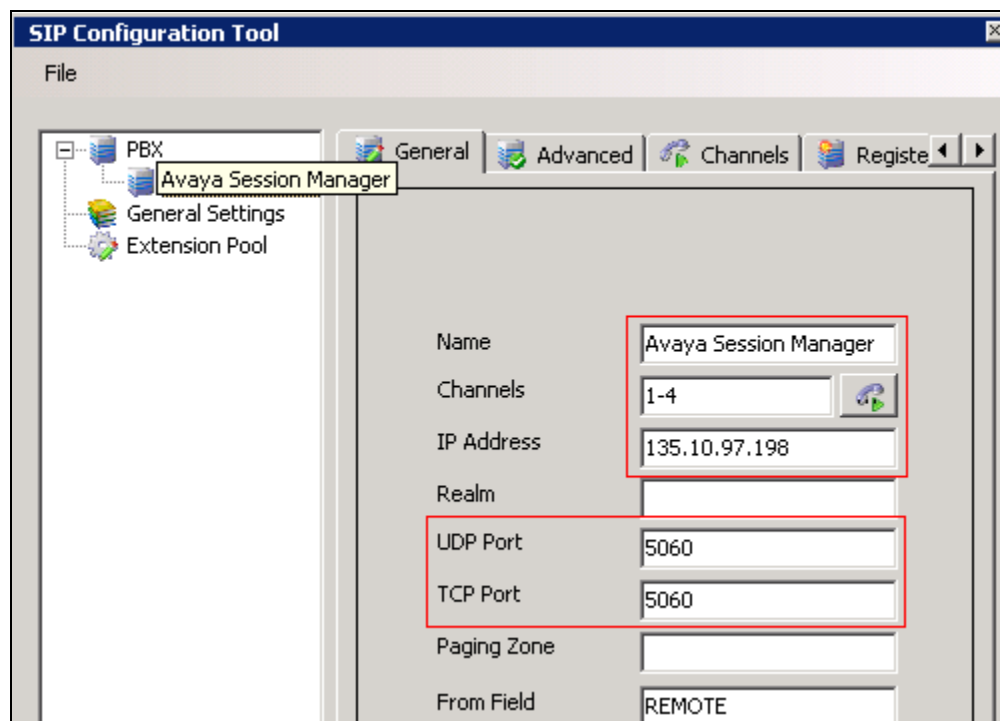 SIP Configuration Tool
File
PBX
Avaya Session Manager
General Settings
Extension Pool
General
Advanced
Channels
Registe
Name
Avaya Session Manager
Channels
1-4
IP Address
135.10.97.198
Realm
UDP Port
5060
TCP Port
5060
Paging Zone
From Field
REMOTE